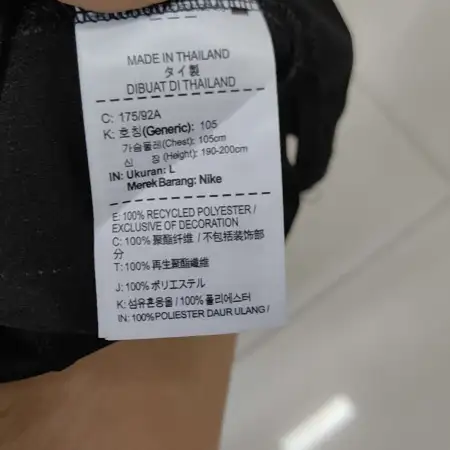 MADE IN THAILAND
タイ製
DIBUAT DI THAILAND
C: 175/92A
K: 호칭(Generic): 105
가슴둘레(Chest): 105cm
신 장(Height): 190-200cm
IN: Ukuran: L
Merek Barang: Nike
E: 100% RECYCLED POLYESTER /
EXCLUSIVE OF DECORATION
C: 100% 聚酯纤维 / 不包括装饰部
分
T: 100% 再生聚酯纖維
J: 100% ポリエステル
K: 섬유혼용율 / 100% 폴리에스터
IN: 100% POLIESTER DAUR ULANG /